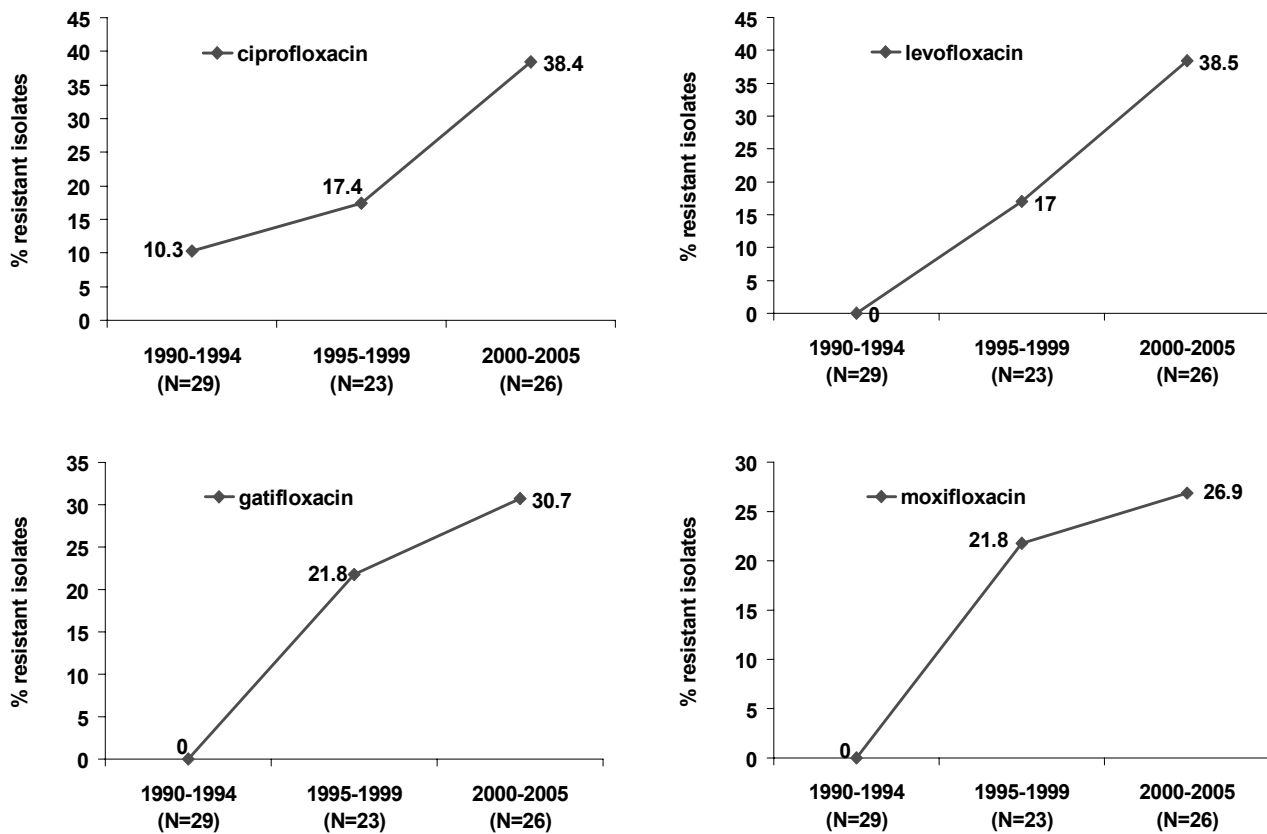 % resistant isolates
45
40
35
30
25
20
15
10
5
0
ciprofloxacin
10.3
17.4
38.4
1990-1994 1995-1999 2000-2005
(N=29) (N=23) (N=26)
% resistant isolates
45
40
35
30
25
20
15
10
5
0
levofloxacin
0
17
38.5
1990-1994 1995-1999 2000-2005
(N=29) (N=23) (N=26)
% resistant isolates
35
30
25
20
15
10
5
0
gatifloxacin
0
21.8
30.7
1990-1994 1995-1999 2000-2005
(N=29) (N=23) (N=26)
% resistant isolates
30
25
20
15
10
5
0
moxifloxacin
0
21.8
26.9
1990-1994 1995-1999 2000-2005
(N=29) (N=23) (N=26)